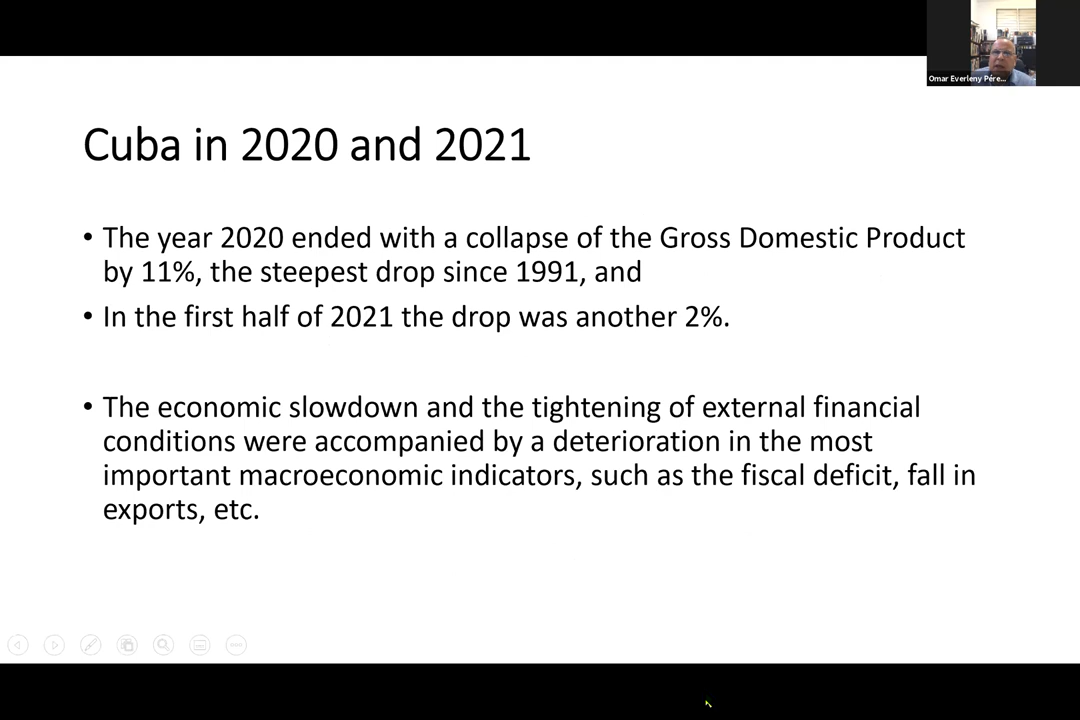 Omar Everleny Pére...
Cuba in 2020 and 2021
• The year 2020 ended with a collapse of the Gross Domestic Product
by 11%, the steepest drop since 1991, and
• In the first half of 2021 the drop was another 2%.
• The economic slowdown and the tightening of external financial
conditions were accompanied by a deterioration in the most
important macroeconomic indicators, such as the fiscal deficit, fall in
exports, etc.